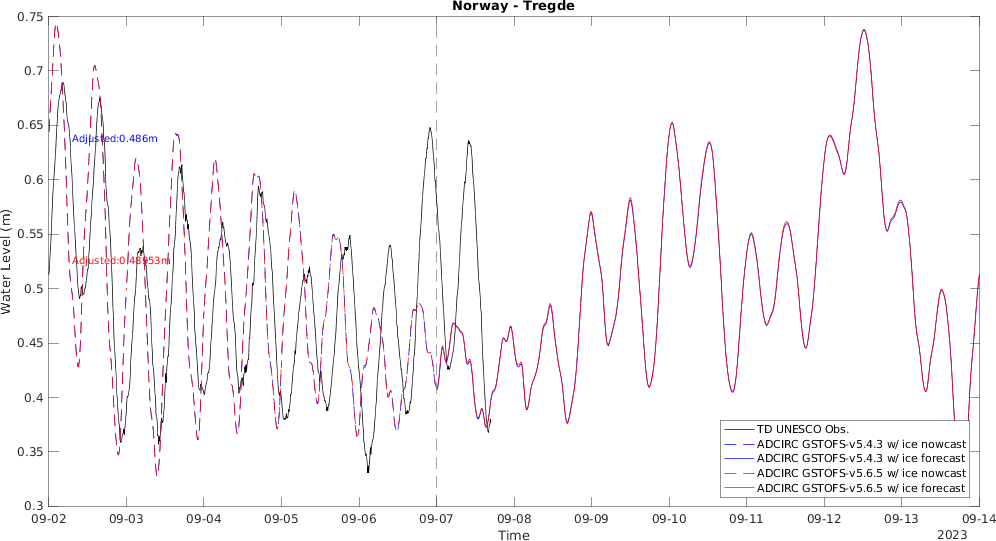 Norway - Tregde
0.75
0.7
0.65
0.6
0.55
0.5
0.45
0.4
0.35
0.3
Water Level (m)
Adjusted:0.486m
Adjusted:0.48953m
TD UNESCO Obs.
ADCIRC GSTOFS-v5.4.3 w/ ice nowcast
ADCIRC GSTOFS-v5.4.3 w/ ice forecast
ADCIRC GSTOFS-v5.6.5 w/ ice nowcast
ADCIRC GSTOFS-v5.6.5 w/ ice forecast
09-02 09-03 09-04 09-05 09-06 09-07 09-08 09-09 09-10 09-11 09-12 09-13 09-14
Time
2023